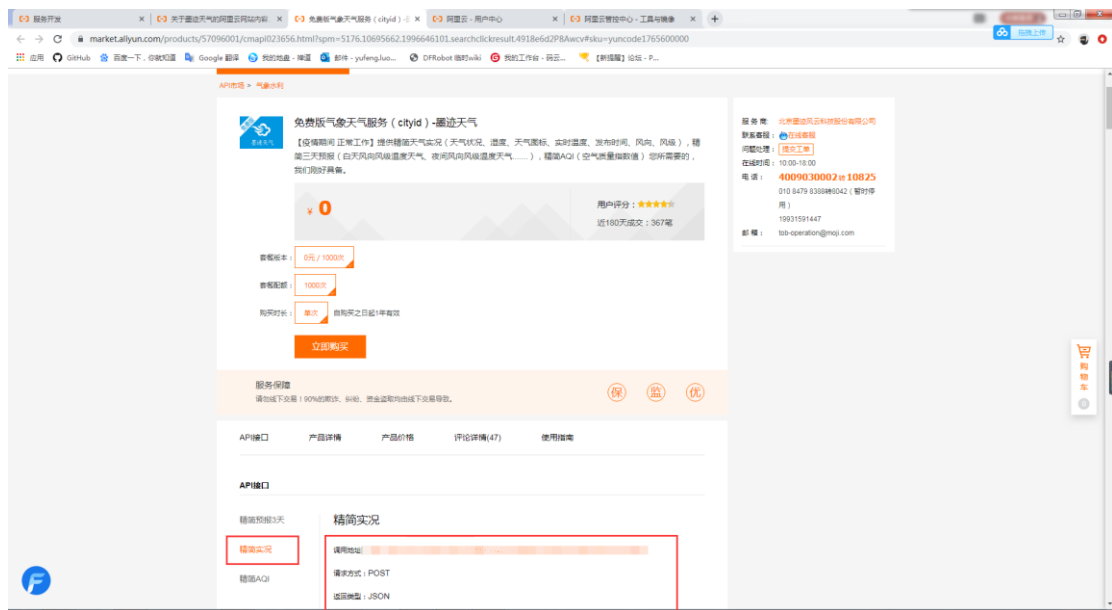 服务开发
关于墨迹天气的阿里云网站内容
免费版气象天气服务（cityid）-
阿里云 - 用户中心
阿里云管控中心 - 工具与镜像
market.aliyun.com/products/57096001/cmapi023656.html?spm=5176.10695662.1996646101.searchclickresult.4918e6d2P8Awcv#sku=yuncode1765600000
拖拽上传
应用 GitHub 百度一下，你就知道 Google 翻译 我的地盘 - 禅道 邮件 - yufeng.luo... DFRobot 临时wiki 我的工作台 - 码云... 【新提醒】论坛 - P...
API市场 > 气象水利
免费版气象天气服务（cityid）-墨迹天气
墨迹天气
【疫情期间 正常工作】提供精简天气实况（天气状况、温度、天气图标、实时温度、发布时间、风向、风级），精
简三天预报（白天风向风级温度天气、夜间风向风级温度天气......），精简AQI（空气质量指数值）您所需要的，
我们刚好具备。
¥ 0
用户评分：
近180天成交：367笔
套餐版本： 0元 / 1000次
套餐配额： 1000次
购买时长： 单次 自购买之日起1年有效
立即购买
服务商: 北京墨迹风云科技股份有限公司
联系客服： 在线客服
问题处理： 提交工单
在线时间： 10:00-18:00
电 话： 4009030002转10825
010 8479 8388转6042（暂时停
用）
19931591447
邮 箱： tob-operation@moji.com
服务保障
请勿线下交易！90%的欺诈、纠纷、资金盗取均由线下交易导致。
保 监 优
购物车
0
API接口 产品详情 产品价格 评论详情(47) 使用指南
API接口
精简预报3天
精简实况
精简AQI
精简实况
调用地址
请求方式：POST
返回类型：JSON